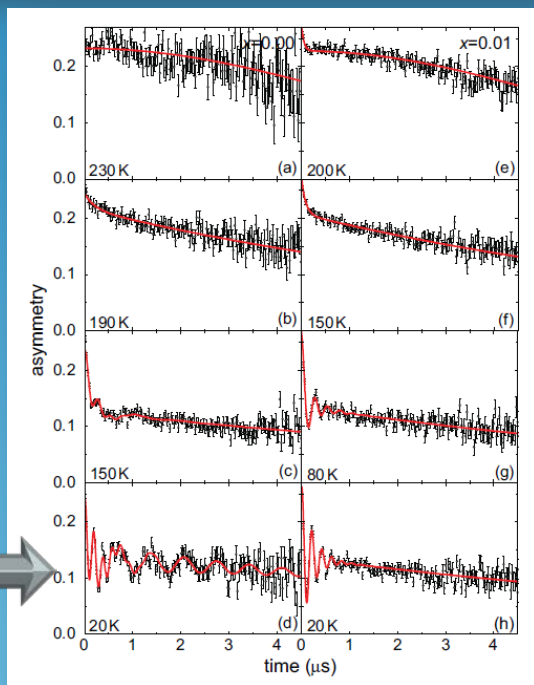 x=0.00
x=0.01
0.2
0.1
230 K
(a)
200 K
(e)
0.0
0.2
0.1
190 K
(b)
150 K
(f)
0.0
asymmetry
0.2
0.1
150 K
(c)
80 K
(g)
0.0
0.2
0.1
20 K
(d)
20 K
(h)
0.0
0 1 2 3 4 0 1 2 3 4
time (μs)